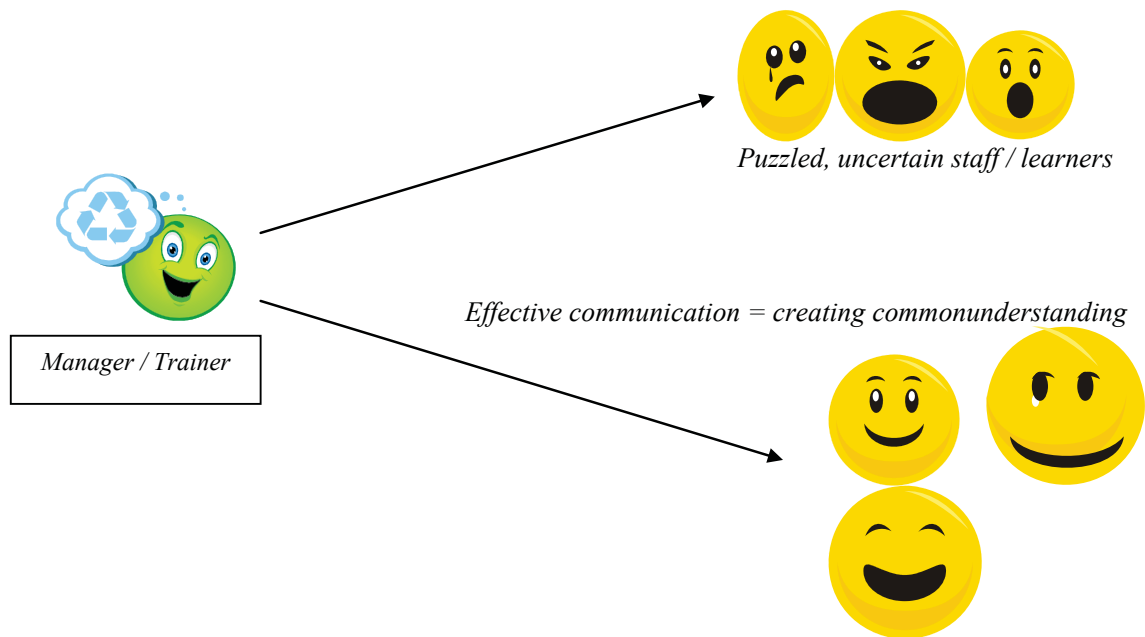 Puzzled, uncertain staff / learners
Effective communication = creating commonunderstanding
Manager / Trainer